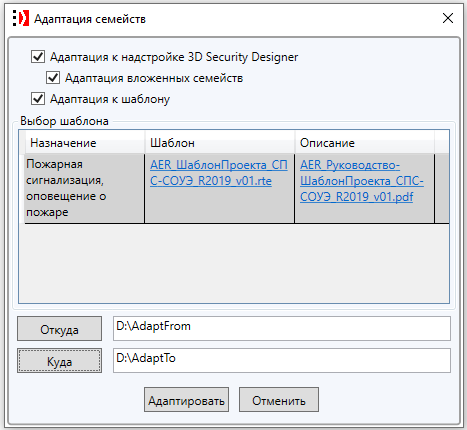 Адаптация семейств
Адаптация к надстройке 3D Security Designer
Адаптация вложенных семейств
Адаптация к шаблону
Выбор шаблона
Назначение Шаблон Описание
Пожарная сигнализация, оповещение о пожаре
AER_ШаблонПроекта_СПС-СОУЭ_R2019_v01.rte
AER_Руководство-ШаблонПроекта_СПС-СОУЭ_R2019_v01.pdf
Откуда D:\AdaptFrom
Куда D:\AdaptTo
Адаптировать Отменить